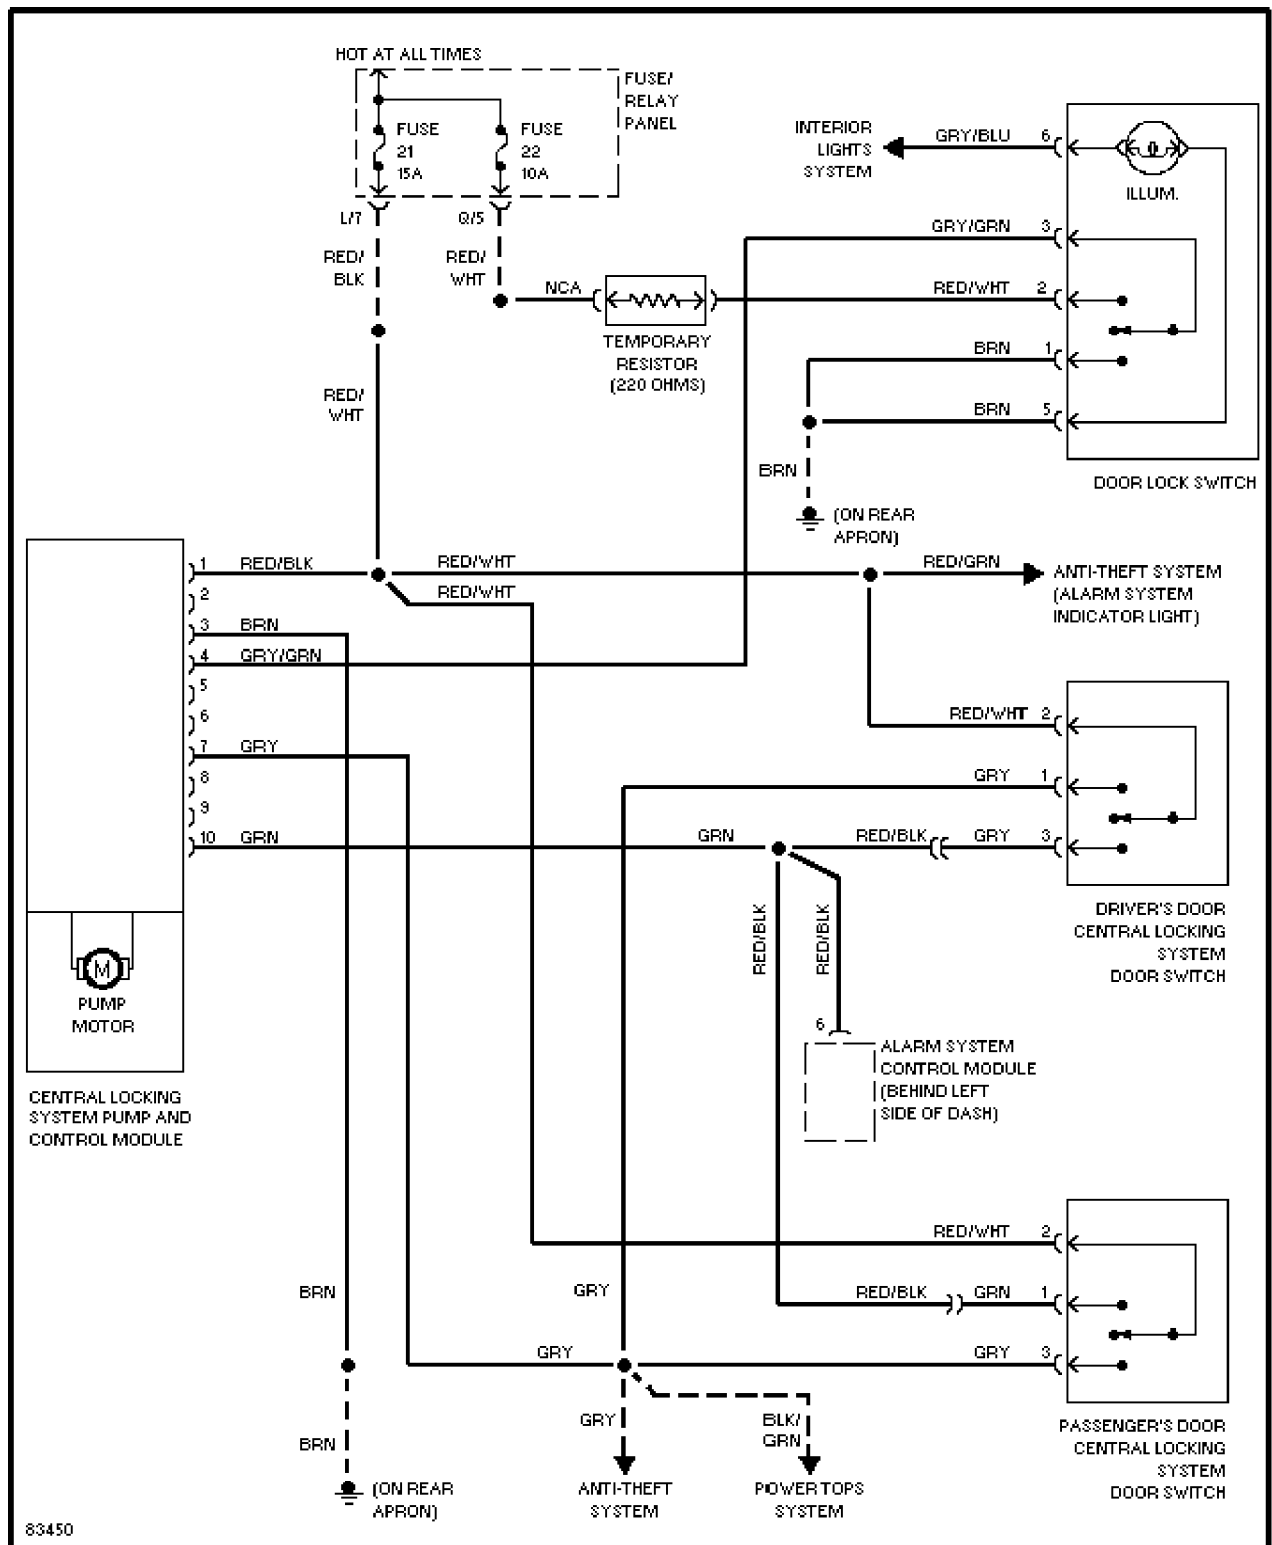 HOT AT ALL TIMES
FUSE/
RELAY
PANEL
FUSE
21
15A
FUSE
22
10A
L/7
Q/5
RED/
BLK
RED/
WHT
NCA
TEMPORARY
RESISTOR
(220 OHMS)
RED/
WHT
INTERIOR
LIGHTS
SYSTEM
GRY/BLU 6
ILLUM.
GRY/GRN 3
RED/WHT 2
BRN 1
BRN 5
BRN
(ON REAR
APRON)
DOOR LOCK SWITCH
1 RED/BLK
2
3 BRN
4 GRY/GRN
5
6
7 GRY
8
9
10 GRN
RED/WHT
RED/WHT
RED/GRN
ANTI-THEFT SYSTEM
(ALARM SYSTEM
INDICATOR LIGHT)
RED/WHT 2
GRY 1
GRN
RED/BLK
GRY 3
DRIVER'S DOOR
CENTRAL LOCKING
SYSTEM
DOOR SWITCH
RED/BLK
RED/BLK
6
ALARM SYSTEM
CONTROL MODULE
(BEHIND LEFT
SIDE OF DASH)
M
PUMP
MOTOR
CENTRAL LOCKING
SYSTEM PUMP AND
CONTROL MODULE
RED/WHT 2
RED/BLK
GRN 1
GRY 3
BRN
GRY
GRY
PASSENGER'S DOOR
CENTRAL LOCKING
SYSTEM
DOOR SWITCH
BRN
(ON REAR
APRON)
GRY
ANTI-THEFT
SYSTEM
BLK/
GRN
POWER TOPS
SYSTEM
83450